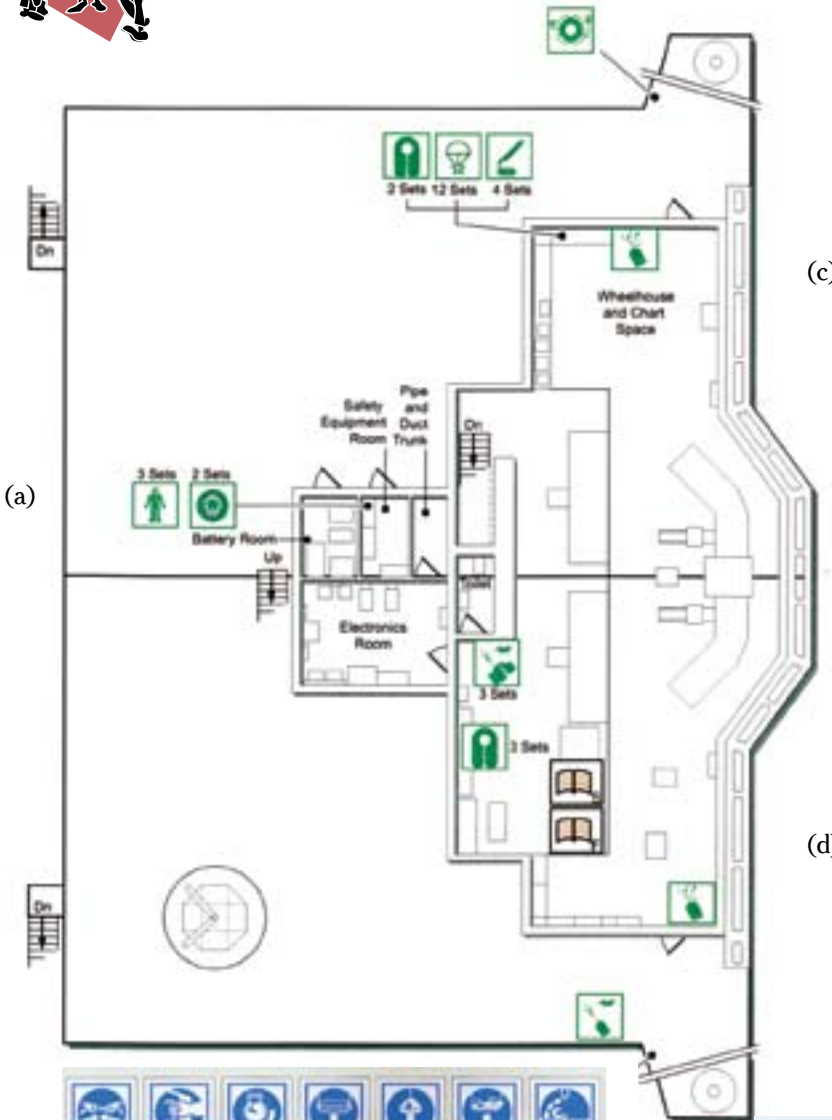 2 Sets 12 Sets 4 Sets
Dn
Wheelhouse
and Chart
Space
(c)
Pipe
and
Duct
Trunk
Safety
Equipment
Room
Dn
(a)
3 Sets 2 Sets
Battery Room
Up
Toilet
Electronics
Room
3 Sets
3 Sets
(d)
Dn